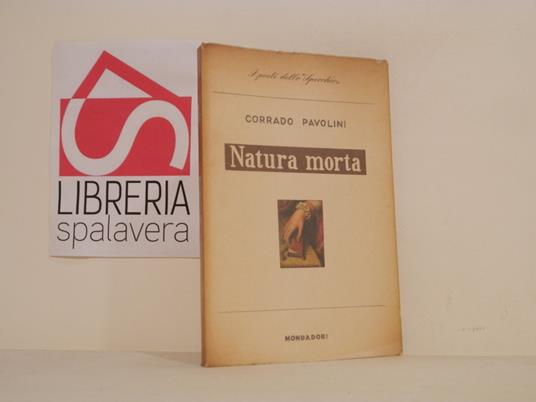 LIBRERIA
spalavera
I poeti dello "Specchio"
CORRADO PAVOLINI
Natura morta
MONDADORI